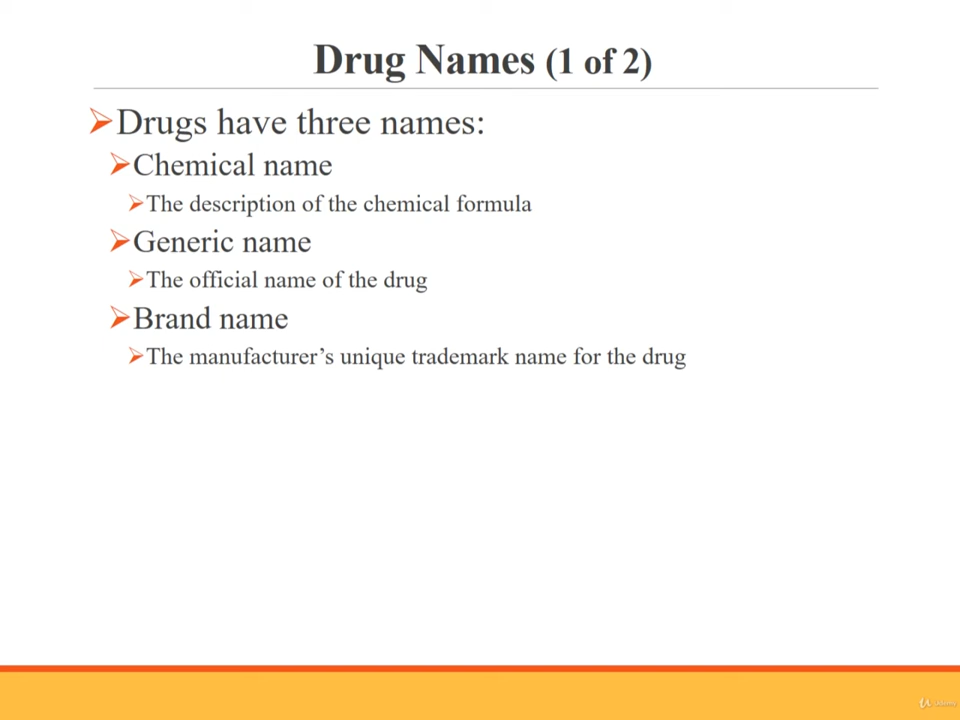 Drug Names (1 of 2)
Drugs have three names:
Chemical name
The description of the chemical formula
Generic name
The official name of the drug
Brand name
The manufacturer’s unique trademark name for the drug
Udemy